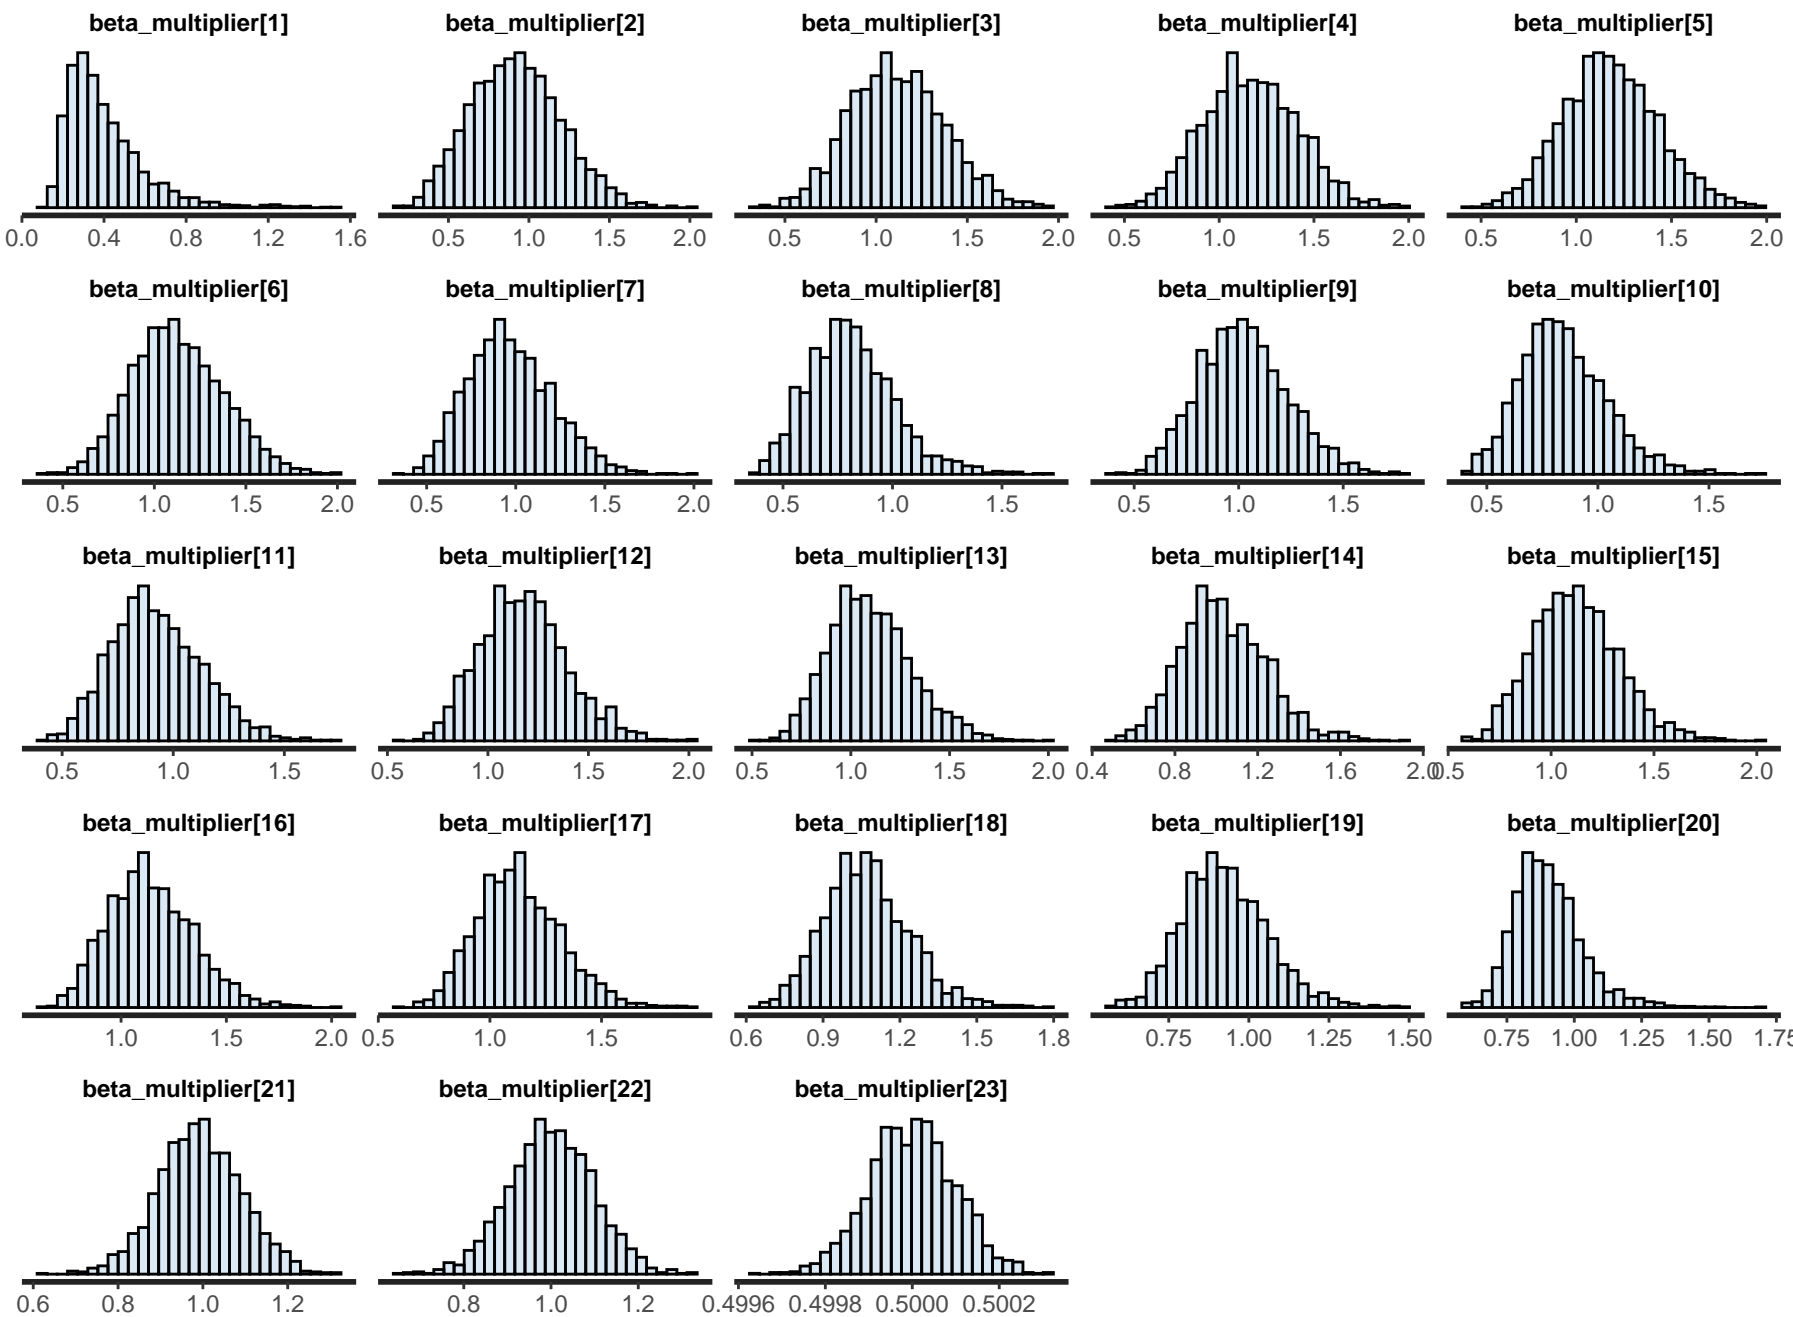 beta_multiplier[1] beta_multiplier[2] beta_multiplier[3] beta_multiplier[4] beta_multiplier[5]
0.0 0.4 0.8 1.2 1.6 0.5 1.0 1.5 2.0 0.5 1.0 1.5 2.0 0.5 1.0 1.5 2.0 0.5 1.0 1.5 2.0
beta_multiplier[6] beta_multiplier[7] beta_multiplier[8] beta_multiplier[9] beta_multiplier[10]
0.5 1.0 1.5 2.0 0.5 1.0 1.5 2.0 0.5 1.0 1.5 0.5 1.0 1.5 0.5 1.0 1.5
beta_multiplier[11] beta_multiplier[12] beta_multiplier[13] beta_multiplier[14] beta_multiplier[15]
0.5 1.0 1.5 0.5 1.0 1.5 2.0 0.5 1.0 1.5 2.0 0.4 0.8 1.2 1.6 2.0 0.5 1.0 1.5 2.0
beta_multiplier[16] beta_multiplier[17] beta_multiplier[18] beta_multiplier[19] beta_multiplier[20]
1.0 1.5 2.0 0.5 1.0 1.5 0.6 0.9 1.2 1.5 1.8 0.75 1.00 1.25 1.50 0.75 1.00 1.25 1.50 1.75
beta_multiplier[21] beta_multiplier[22] beta_multiplier[23]
0.6 0.8 1.0 1.2 0.8 1.0 1.2 0.4996 0.4998 0.5000 0.5002